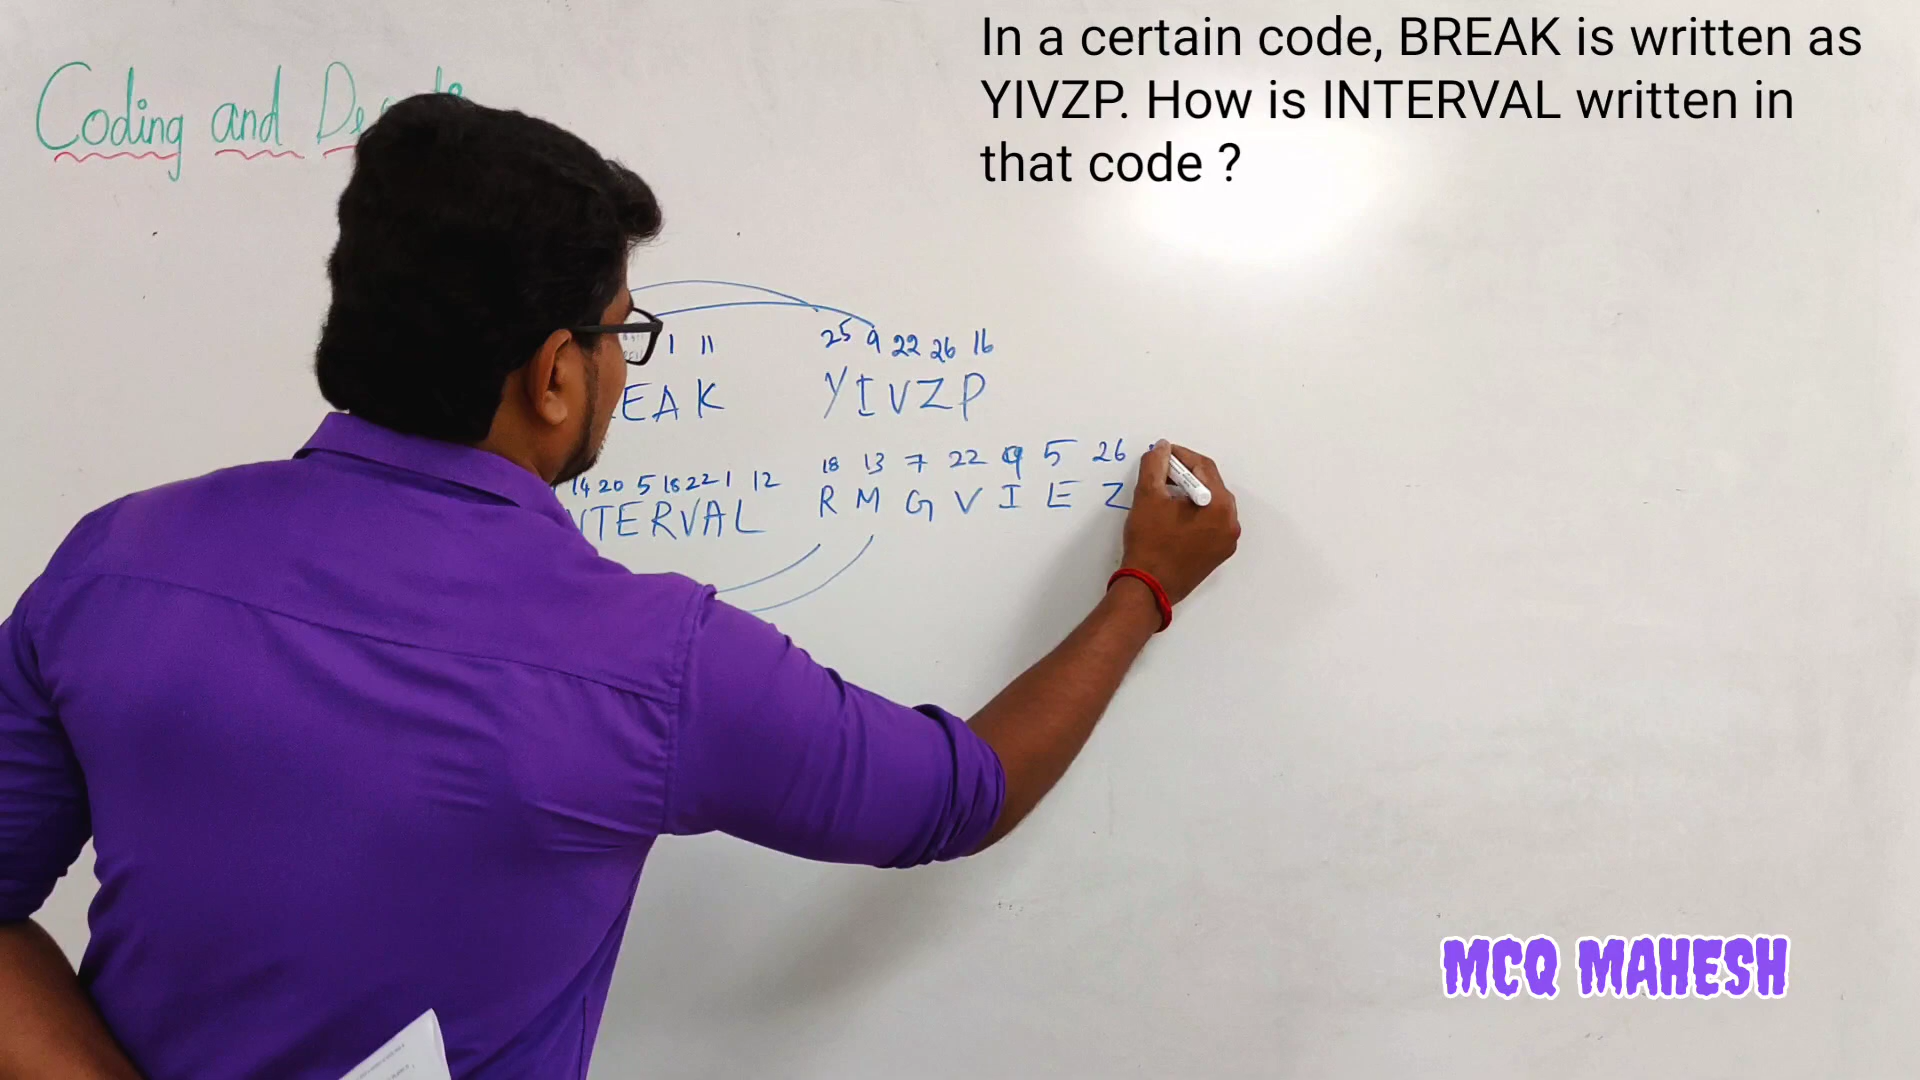 In a certain code, BREAK is written as
YIVZP. How is INTERVAL written in
that code ?
Coding and
1 11 25 9 22 26 16
EAK YIVZP
14 20 5 18 22 1 12 18 13 7 22 9 5 26
NTERVAL R M G V I E Z
MCQ MAHESH